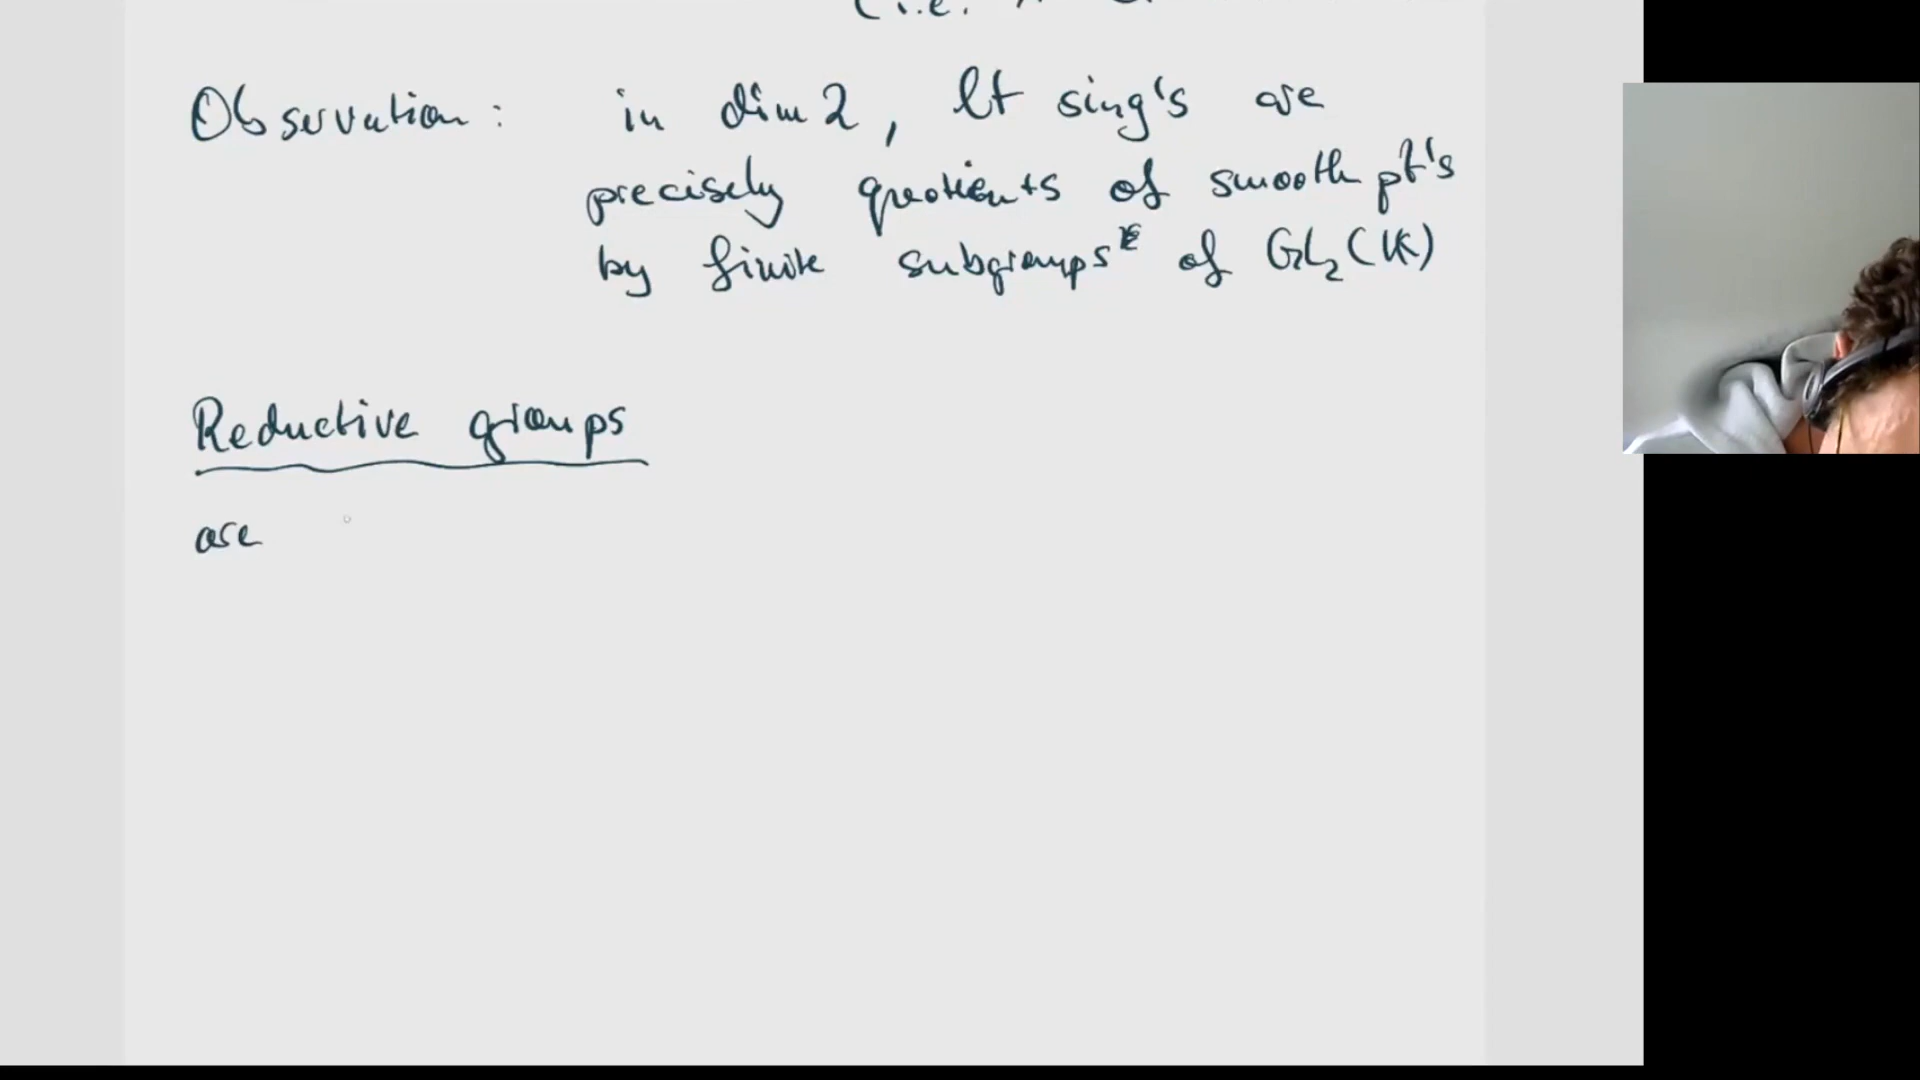 (i.e.
Observation: in dim 2, lt sing's are
precisely quotients of smooth pt's
by finite subgroups of GL₂(K)
Reductive groups
are